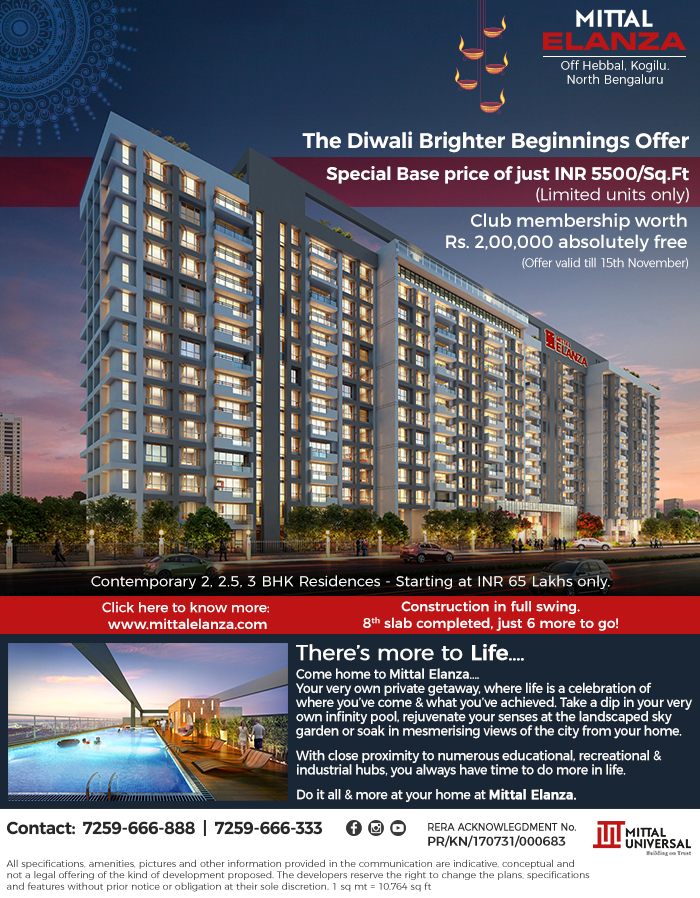 MITTAL
ELANZA
Off Hebbal, Kogilu.
North Bengaluru
The Diwali Brighter Beginnings Offer
Special Base price of just INR 5500/Sq.Ft
(Limited units only)
Club membership worth
Rs. 2,00,000 absolutely free
(Offer valid till 15th November)
MITTAL
ELANZA
Contemporary 2, 2.5, 3 BHK Residences - Starting at INR 65 Lakhs only.
Click here to know more:
www.mittalelanza.com
Construction in full swing.
8th slab completed, just 6 more to go!
There's more to Life....
Come home to Mittal Elanza....
Your very own private getaway, where life is a celebration of
where you've come & what you've achieved. Take a dip in your very
own infinity pool, rejuvenate your senses at the landscaped sky
garden or soak in mesmerising views of the city from your home.
With close proximity to numerous educational, recreational &
industrial hubs, you always have time to do more in life.
Do it all & more at your home at Mittal Elanza.
Contact: 7259-666-888 | 7259-666-333
RERA ACKNOWLEGDMENT No.
PR/KN/170731/000683
MITTAL
UNIVERSAL
Building on Trust
All specifications, amenities, pictures and other information provided in the communication are indicative, conceptual and
not a legal offering of the kind of development proposed. The developers reserve the right to change the plans, specifications
and features without prior notice or obligation at their sole discretion. 1 sq mt = 10.764 sq ft